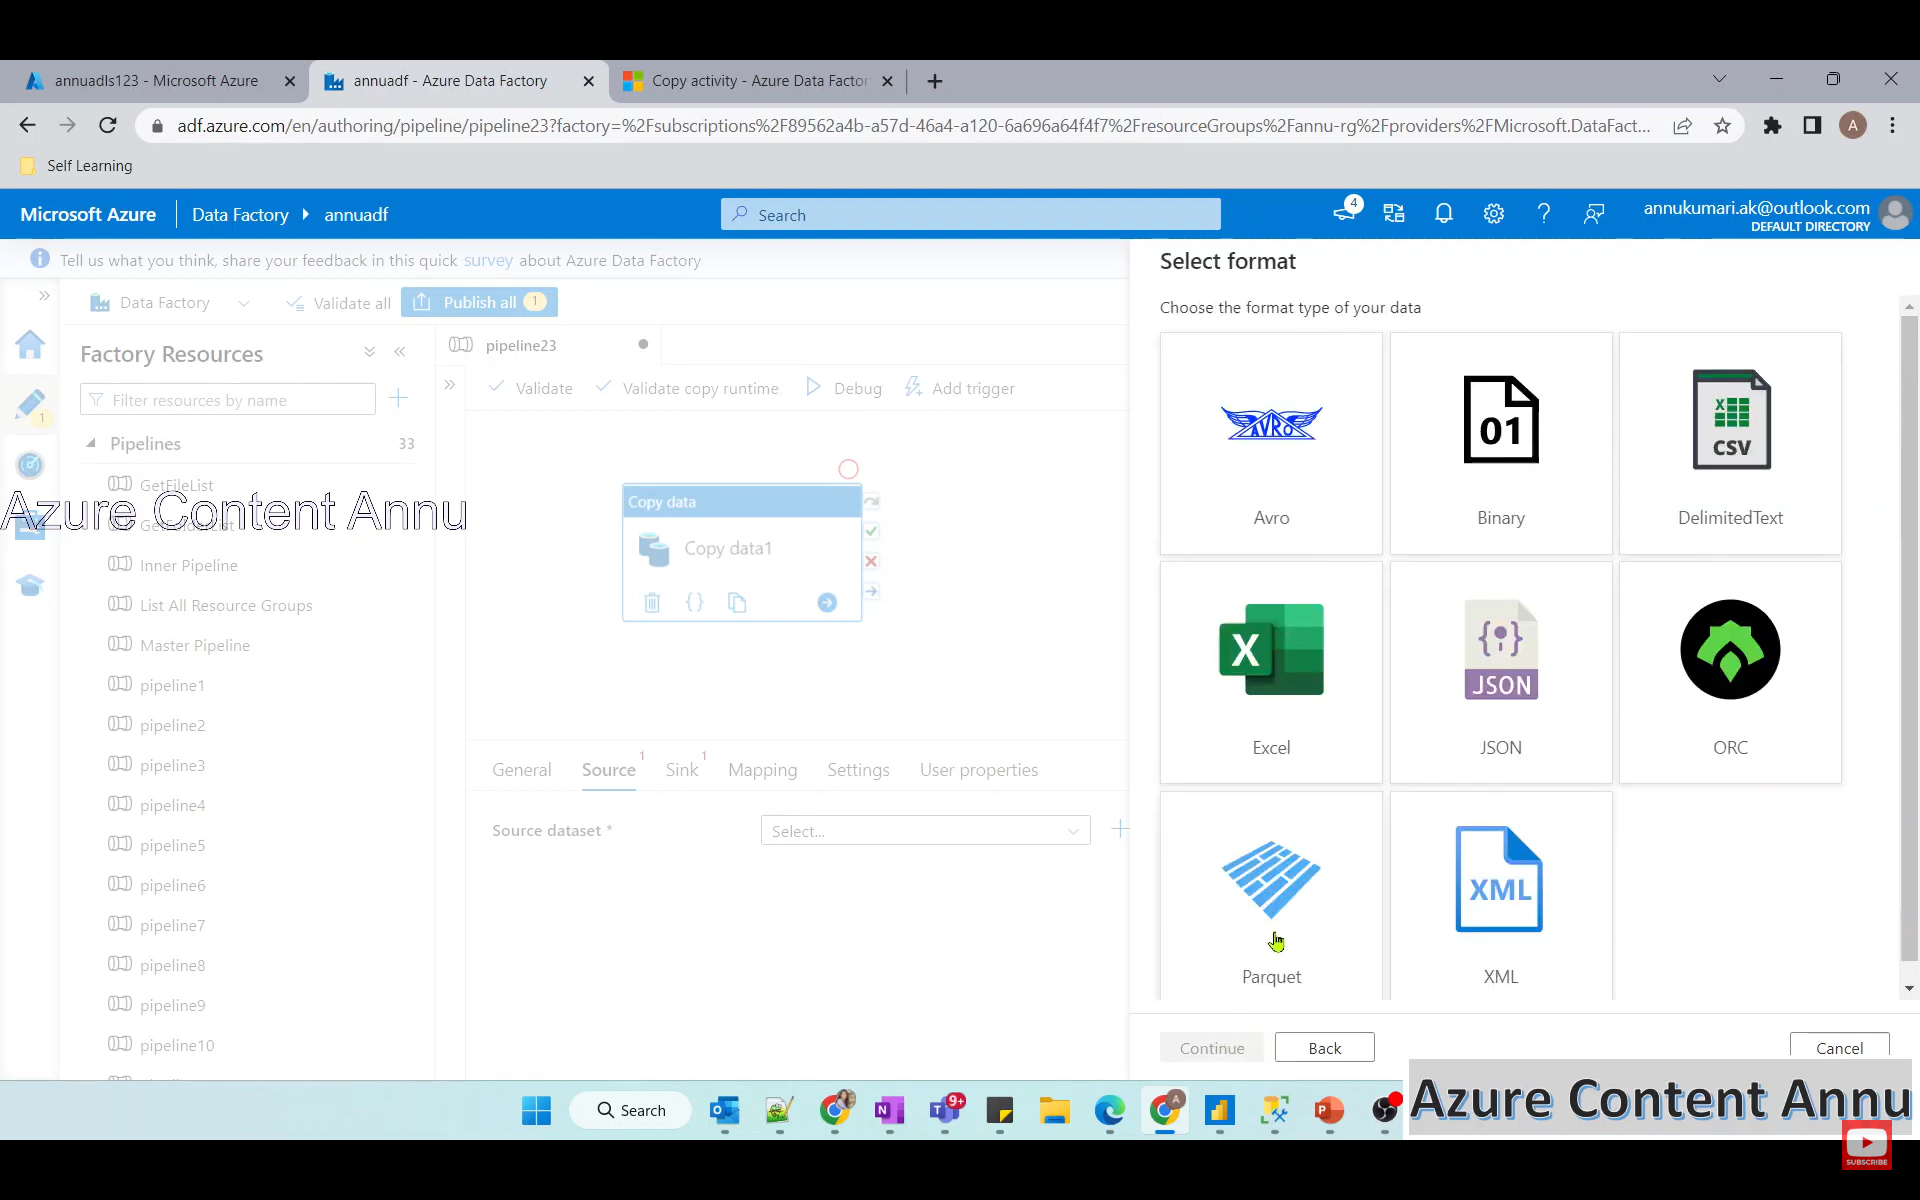 annuadls123 - Microsoft Azure
annuadf - Azure Data Factory
Copy activity - Azure Data Factor
adf.azure.com/en/authoring/pipeline/pipeline23?factory=%2Fsubscriptions%2F89562a4b-a57d-46a4-a120-6a696a64f4f7%2FresourceGroups%2Fannu-rg%2Fproviders%2FMicrosoft.DataFact...
A
Self Learning
Microsoft Azure
Data Factory
annuadf
Search
4
annukumari.ak@outlook.com
DEFAULT DIRECTORY
Tell us what you think, share your feedback in this quick survey about Azure Data Factory
Data Factory
Validate all
Publish all 1
Factory Resources
Filter resources by name
1
Pipelines 33
GetFileList
Azure Content Annu
GetFolderList
Inner Pipeline
List All Resource Groups
Master Pipeline
pipeline1
pipeline2
pipeline3
pipeline4
pipeline5
pipeline6
pipeline7
pipeline8
pipeline9
pipeline10
pipeline23
Validate
Validate copy runtime
Debug
Add trigger
Copy data
Copy data1
General
Source 1
Sink 1
Mapping
Settings
User properties
Source dataset *
Select...
Select format
Choose the format type of your data
AVRO
Avro
01
Binary
X
CSV
DelimitedText
X
Excel
JSON
JSON
ORC
Parquet
XML
XML
Continue
Back
Cancel
Search
N
T
9+
A
P
Azure Content Annu
SUBSCRIBE